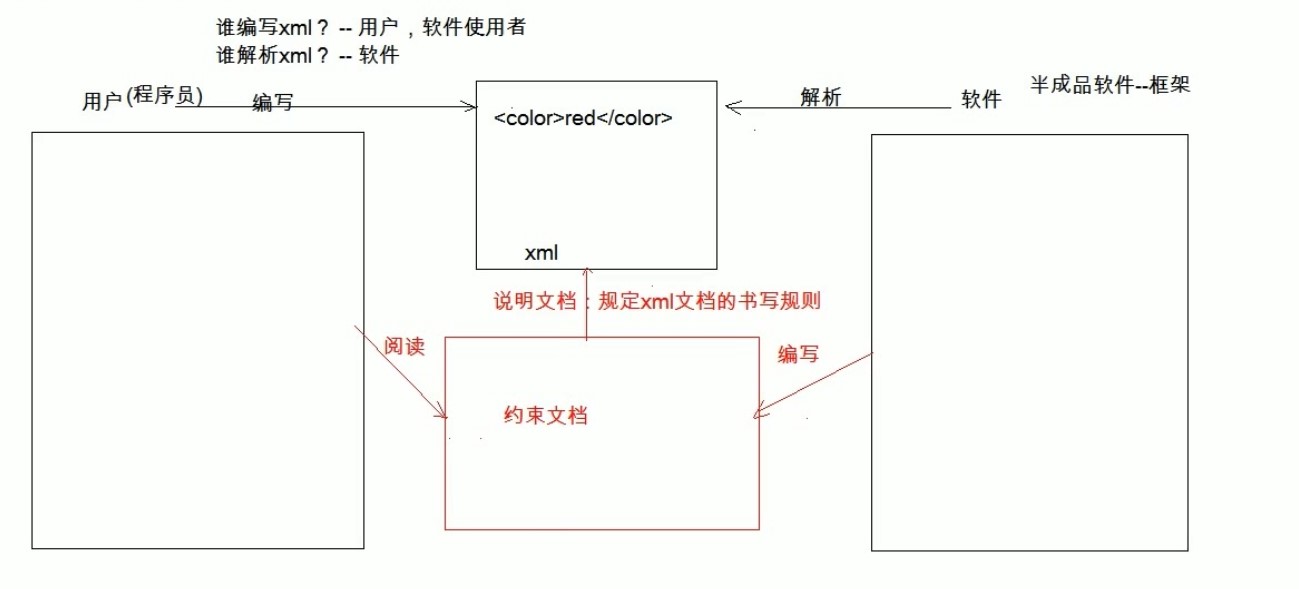 谁编写xml？ -- 用户，软件使用者
谁解析xml？ -- 软件
用户(程序员)
编写
<color>red</color>
xml
解析
软件
半成品软件--框架
说明文档：规定xml文档的书写规则
阅读
编写
约束文档